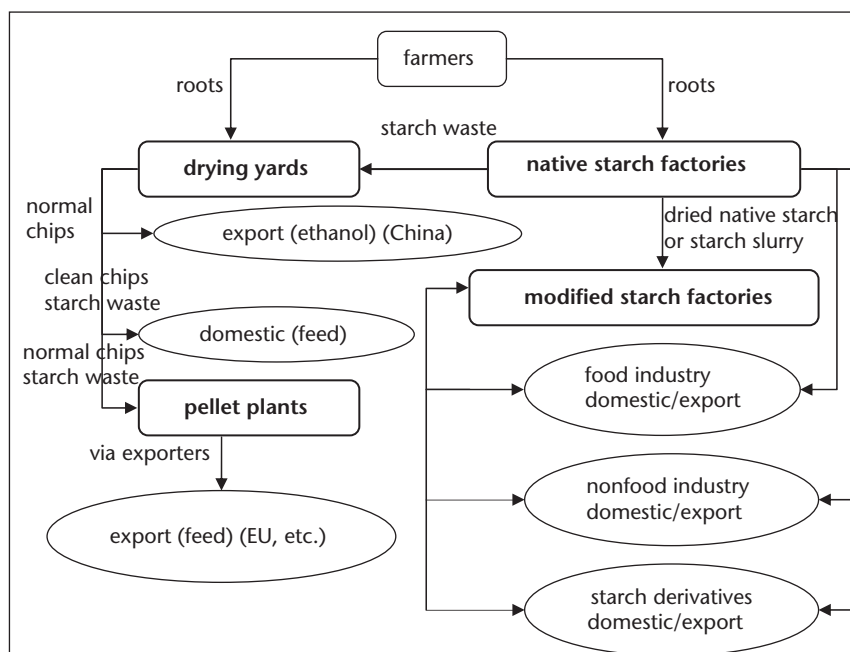 farmers
roots
roots
starch waste
drying yards
native starch factories
normal
chips
dried native starch
or starch slurry
export (ethanol) (China)
clean chips
starch waste
modified starch factories
domestic (feed)
normal chips
starch waste
food industry
domestic/export
pellet plants
via exporters
nonfood industry
domestic/export
export (feed) (EU, etc.)
starch derivatives
domestic/export